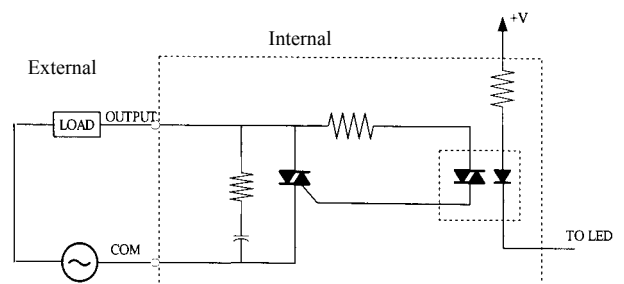 +V
Internal
External
LOAD
OUTPUT
COM
TO LED